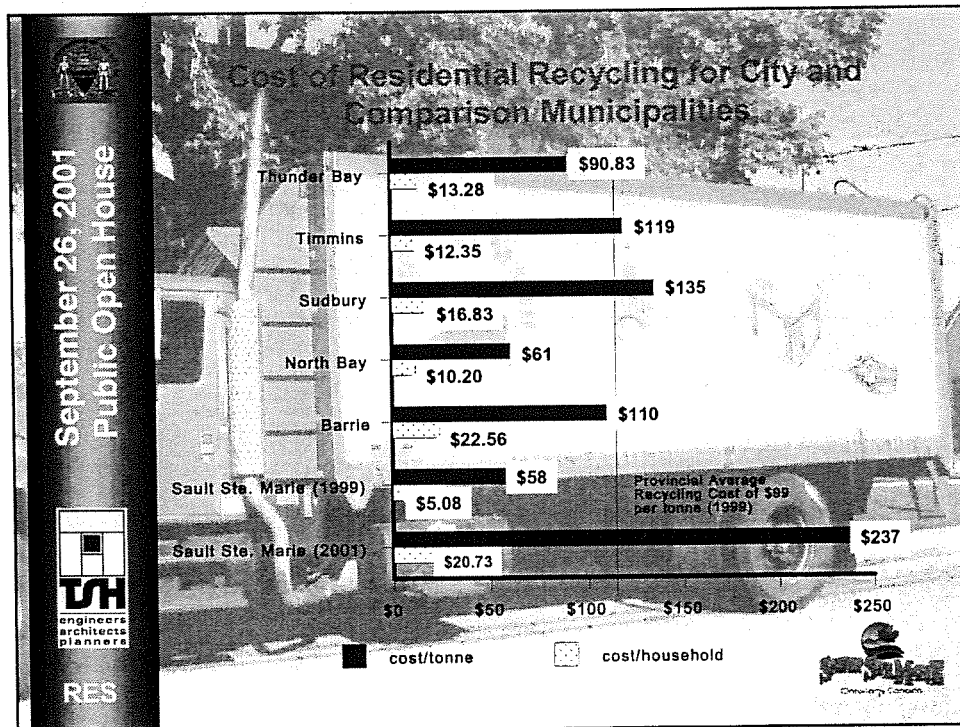 September 26, 2001
Public Open House
TSH
engineers
architects
planners
RES
Cost of Residential Recycling for City and
Comparison Municipalities
Thunder Bay
$90.83
$13.28
Timmins
$119
$12.35
Sudbury
$135
$16.83
North Bay
$61
$10.20
Barrie
$110
$22.56
Sault Ste. Marie (1999)
$58
$5.08
Provincial Average
Recycling Cost of $99
per tonne (1999)
Sault Ste. Marie (2001)
$237
$20.73
$0 $50 $100 $150 $200 $250
cost/tonne cost/household